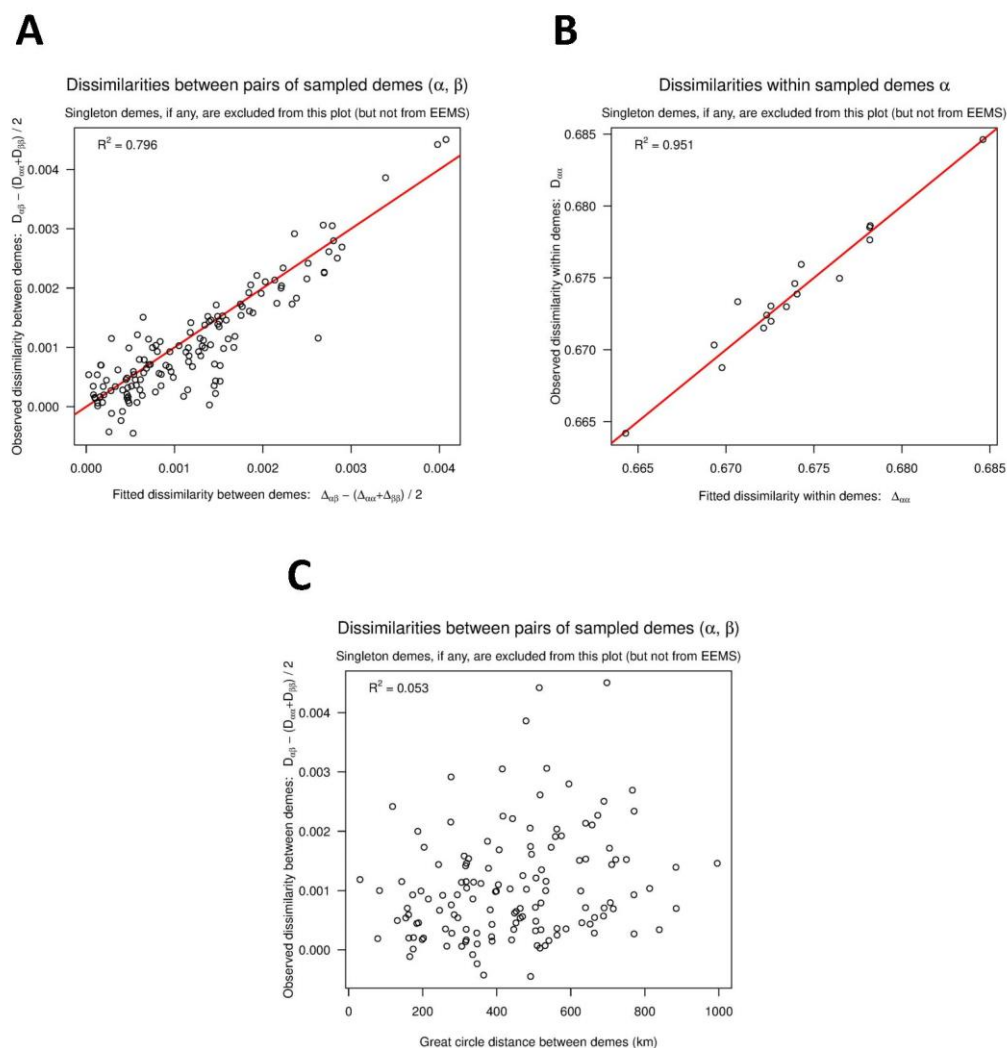 A
Dissimilarities between pairs of sampled demes (α, β)
Singleton demes, if any, are excluded from this plot (but not from EEMS)
R² = 0.796
Observed dissimilarity between demes: Dαβ − (Dαα+Dββ) / 2
0.004
0.003
0.002
0.001
0.000
0.000 0.001 0.002 0.003 0.004
Fitted dissimilarity between demes: Δαβ − (Δαα+Δββ) / 2
B
Dissimilarities within sampled demes α
Singleton demes, if any, are excluded from this plot (but not from EEMS)
R² = 0.951
Observed dissimilarity within demes: Dαα
0.685
0.680
0.675
0.670
0.665
0.665 0.670 0.675 0.680 0.685
Fitted dissimilarity within demes: Δαα
C
Dissimilarities between pairs of sampled demes (α, β)
Singleton demes, if any, are excluded from this plot (but not from EEMS)
R² = 0.053
Observed dissimilarity between demes: Dαβ − (Dαα+Dββ) / 2
0.004
0.003
0.002
0.001
0.000
0 200 400 600 800 1000
Great circle distance between demes (km)